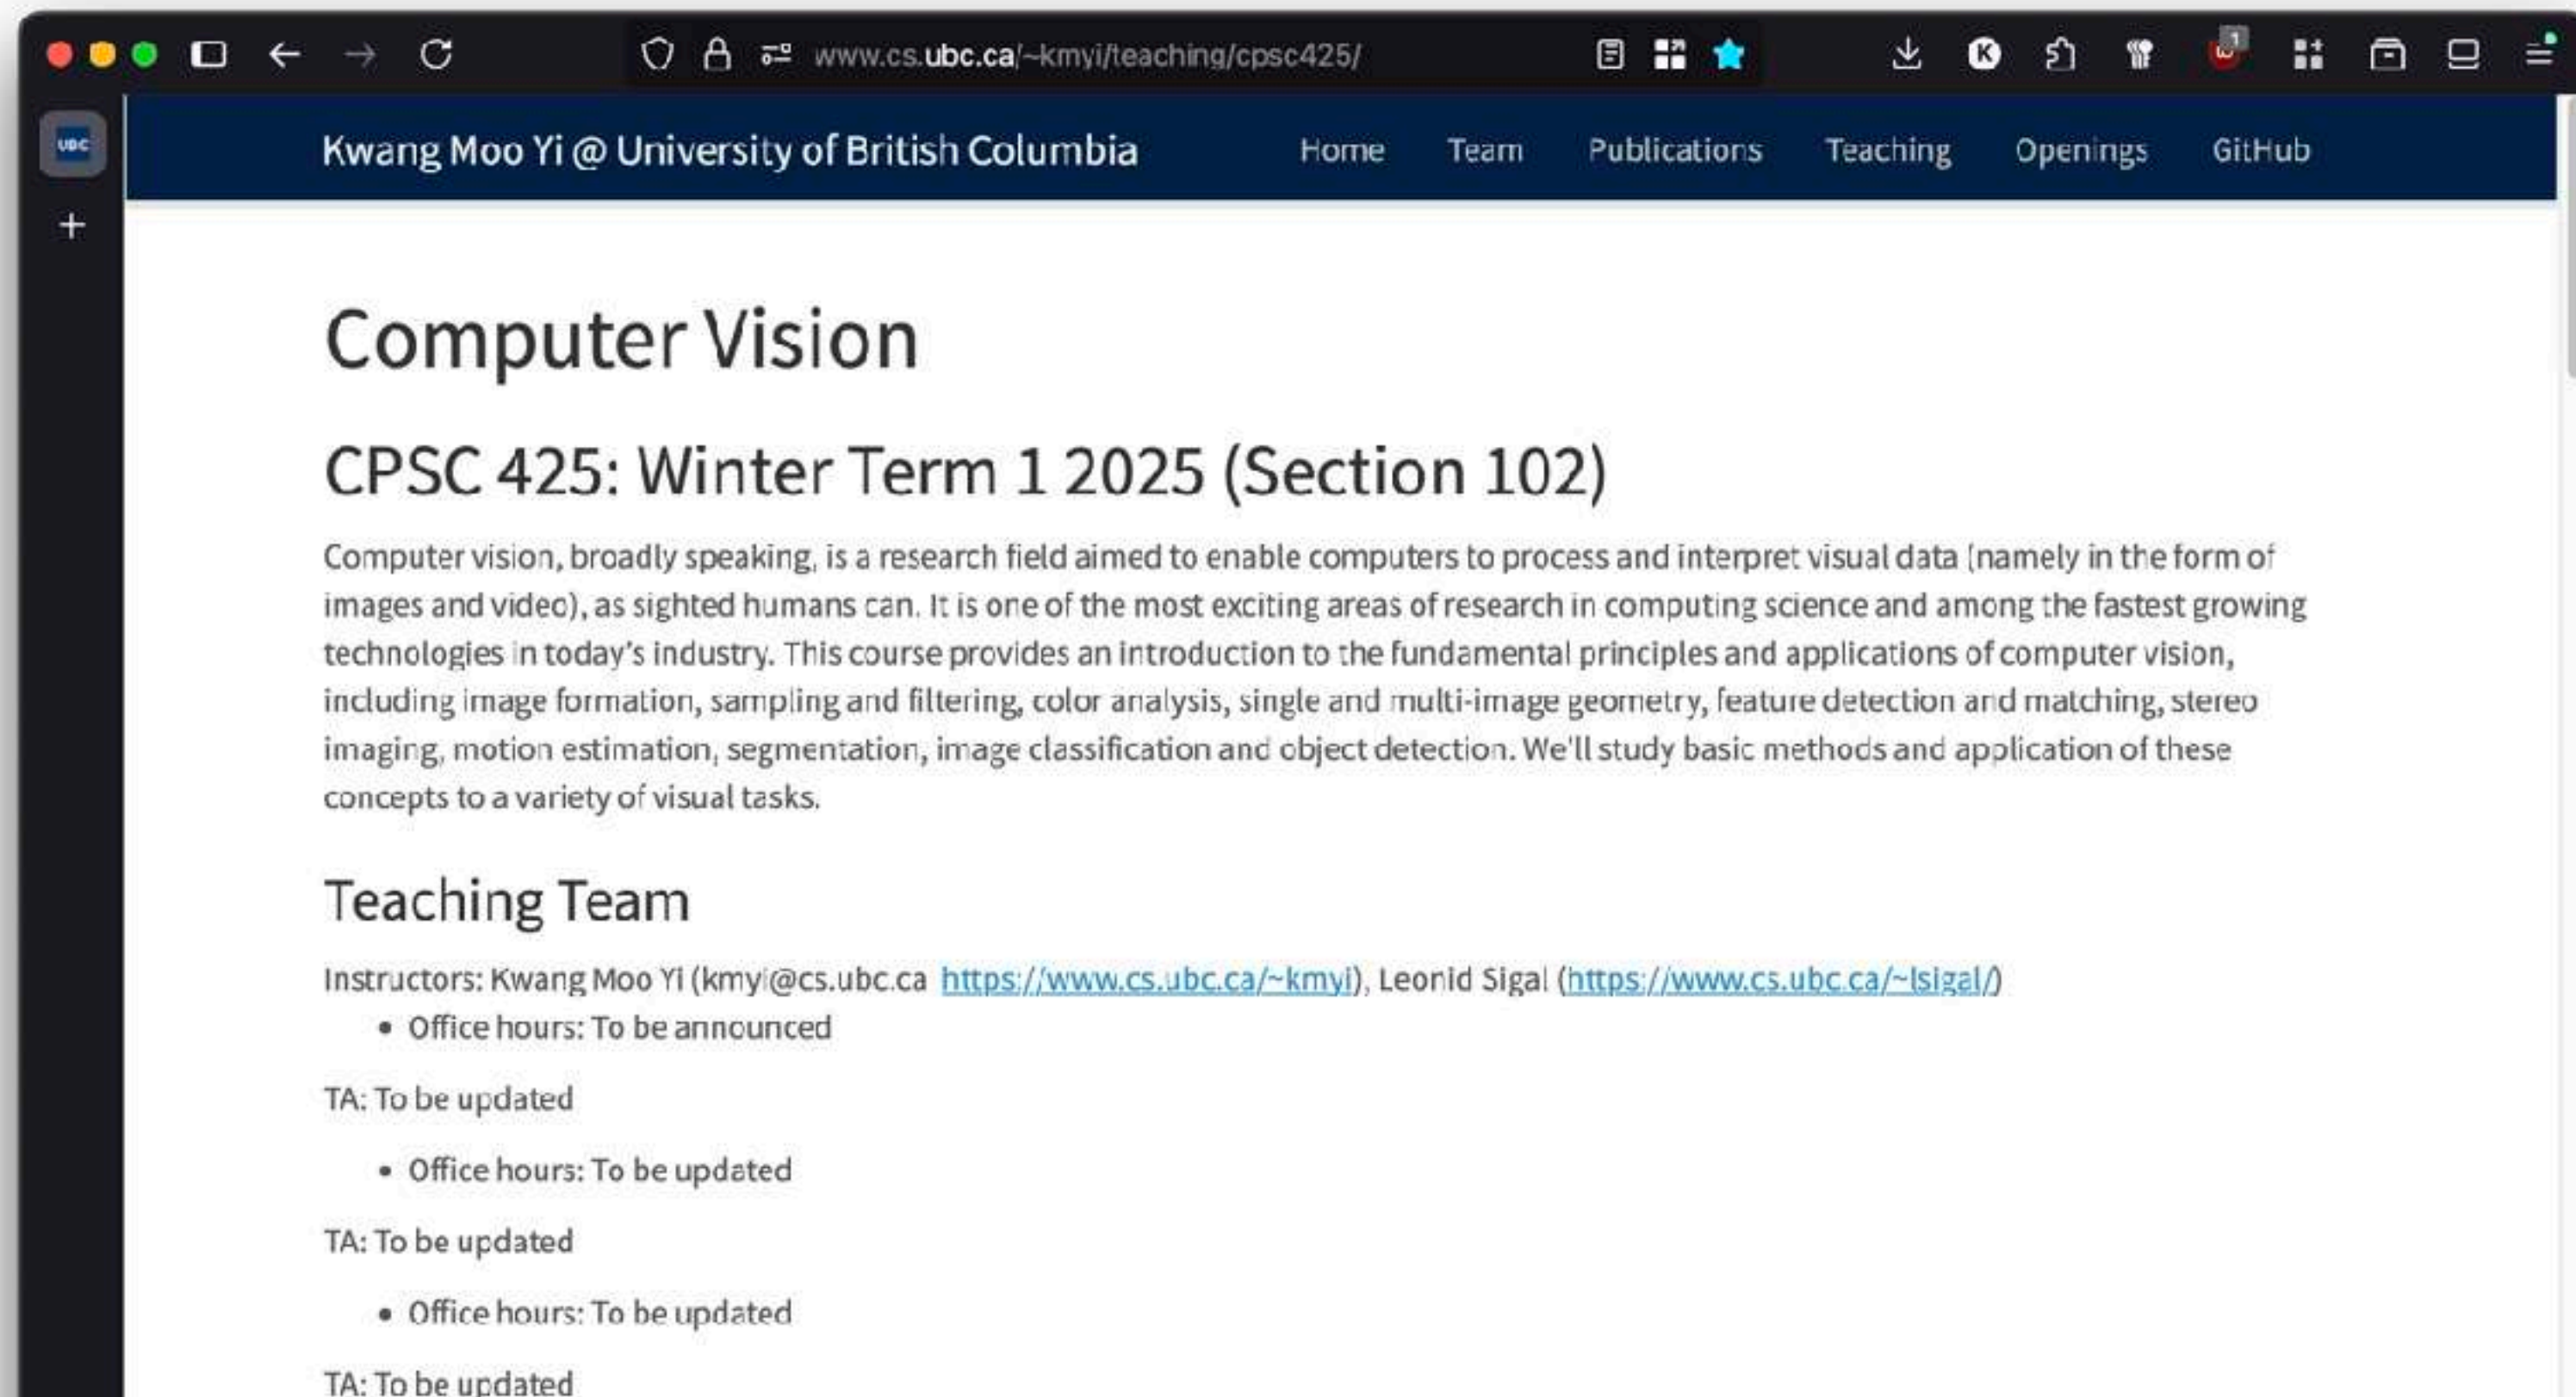 www.cs.ubc.ca/~kmyi/teaching/cpsc425/
1
UBC
Kwang Moo Yi @ University of British Columbia Home Team Publications Teaching Openings GitHub
Computer Vision
CPSC 425: Winter Term 1 2025 (Section 102)
Computer vision, broadly speaking, is a research field aimed to enable computers to process and interpret visual data (namely in the form of
images and video), as sighted humans can. It is one of the most exciting areas of research in computing science and among the fastest growing
technologies in today's industry. This course provides an introduction to the fundamental principles and applications of computer vision,
including image formation, sampling and filtering, color analysis, single and multi-image geometry, feature detection and matching, stereo
imaging, motion estimation, segmentation, image classification and object detection. We'll study basic methods and application of these
concepts to a variety of visual tasks.
Teaching Team
Instructors: Kwang Moo Yi (kmyi@cs.ubc.ca https://www.cs.ubc.ca/~kmyi), Leonid Sigal (https://www.cs.ubc.ca/~lsigal/)
• Office hours: To be announced
TA: To be updated
• Office hours: To be updated
TA: To be updated
• Office hours: To be updated
TA: To be updated